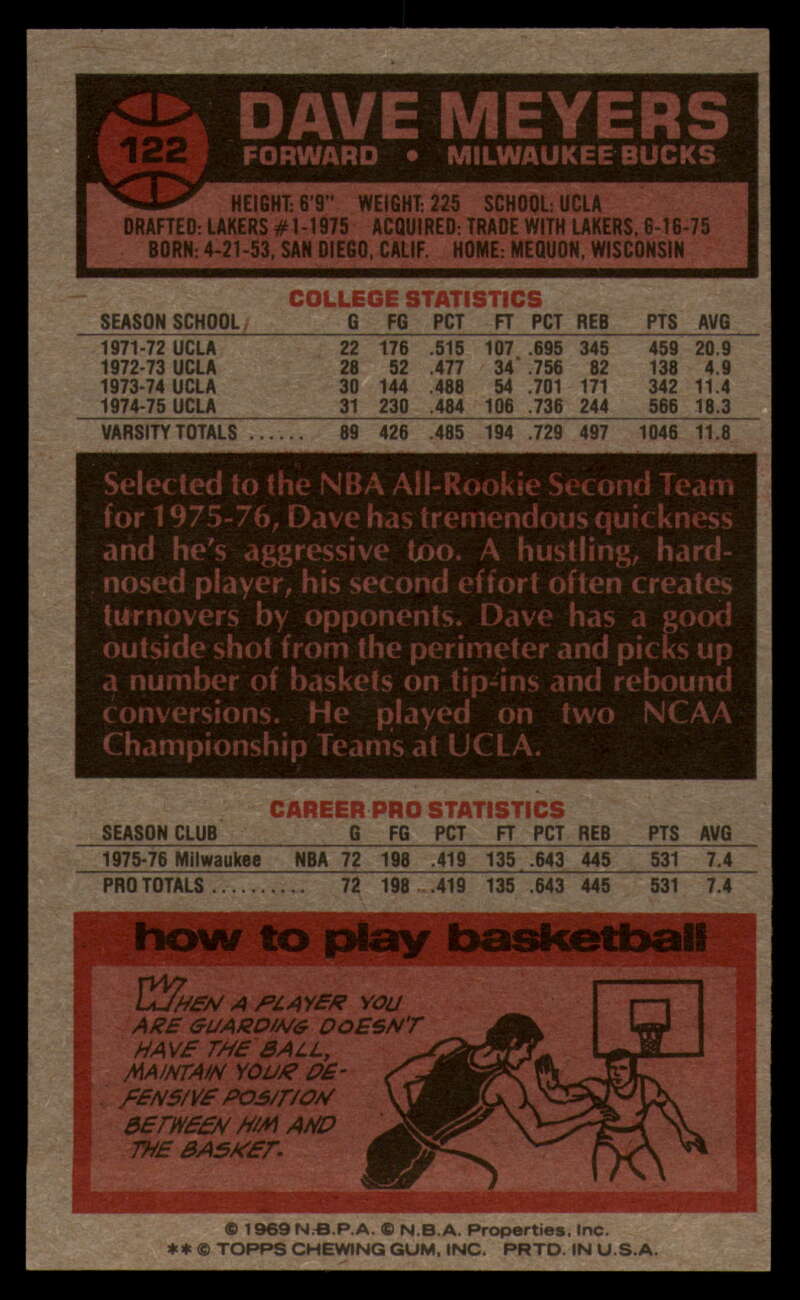 122
DAVE MEYERS
FORWARD • MILWAUKEE BUCKS
HEIGHT: 6'9" WEIGHT: 225 SCHOOL: UCLA
DRAFTED: LAKERS #1-1975 ACQUIRED: TRADE WITH LAKERS, 6-16-75
BORN: 4-21-53, SAN DIEGO, CALIF. HOME: MEQUON, WISCONSIN
COLLEGE STATISTICS
SEASON SCHOOL G FG PCT FT PCT REB PTS AVG
1971-72 UCLA 22 176 .515 107 .695 345 459 20.9
1972-73 UCLA 28 52 .477 34 .756 82 138 4.9
1973-74 UCLA 30 144 .488 54 .701 171 342 11.4
1974-75 UCLA 31 230 .484 106 .736 244 566 18.3
VARSITY TOTALS ...... 89 426 .485 194 .729 497 1046 11.8
Selected to the NBA All-Rookie Second Team
for 1975-76, Dave has tremendous quickness
and he's aggressive too. A hustling, hard-
nosed player, his second effort often creates
turnovers by opponents. Dave has a good
outside shot from the perimeter and picks up
a number of baskets on tip-ins and rebound
conversions. He played on two NCAA
Championship Teams at UCLA.
CAREER PRO STATISTICS
SEASON CLUB G FG PCT FT PCT REB PTS AVG
1975-76 Milwaukee NBA 72 198 .419 135 .643 445 531 7.4
PRO TOTALS .......... 72 198 .419 135 .643 445 531 7.4
how to play basketball
WHEN A PLAYER YOU
ARE GUARDING DOESN'T
HAVE THE BALL,
MAINTAIN YOUR DE-
FENSIVE POSITION
BETWEEN HIM AND
THE BASKET.
© 1969 N.B.P.A. © N.B.A. Properties, Inc.
** © TOPPS CHEWING GUM, INC. PRTD. IN U.S.A.